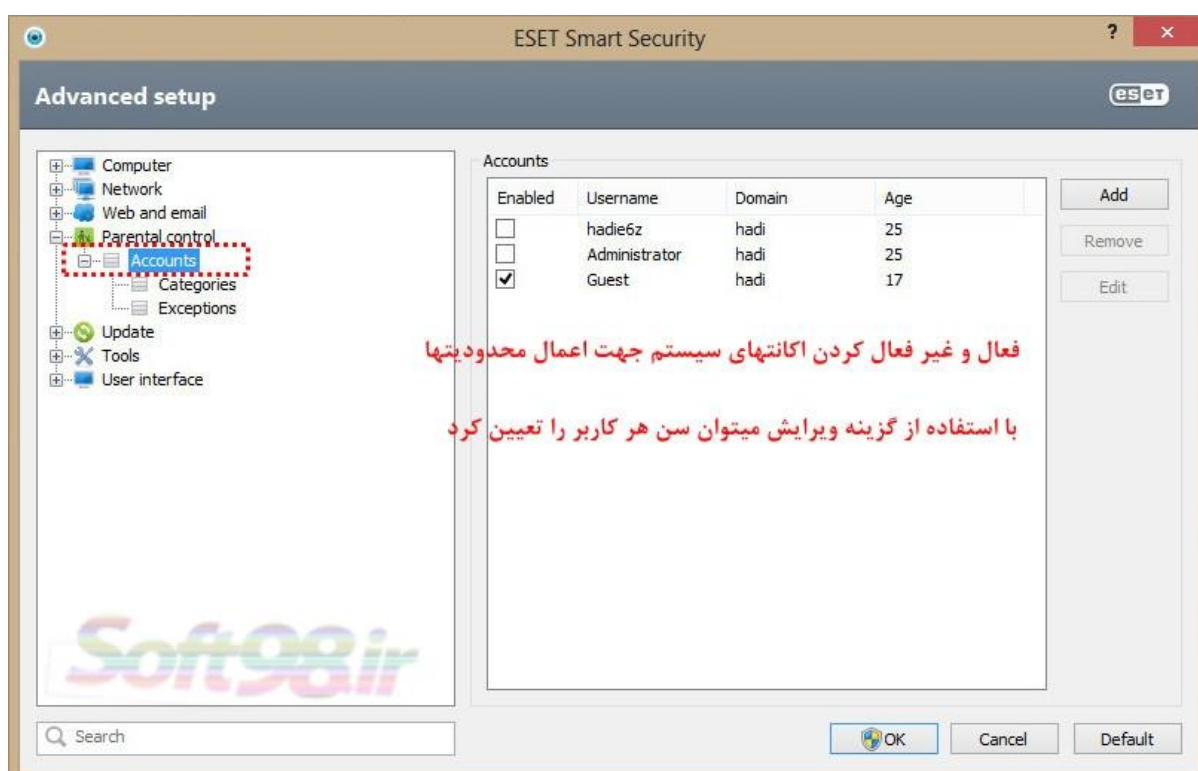 ESET Smart Security
?
Advanced setup
eseT
Computer
Network
Web and email
Parental control
Accounts
Categories
Exceptions
Update
Tools
User interface
Accounts
Enabled Username Domain Age
hadie6z hadi 25
Administrator hadi 25
Guest hadi 17
Add
Remove
Edit
فعال و غیر فعال کردن اکانتهای سیستم جهت اعمال محدودیتها
با استفاده از گزینه ویرایش میتوان سن هر کاربر را تعیین کرد
Soft98.ir
Search
OK Cancel Default